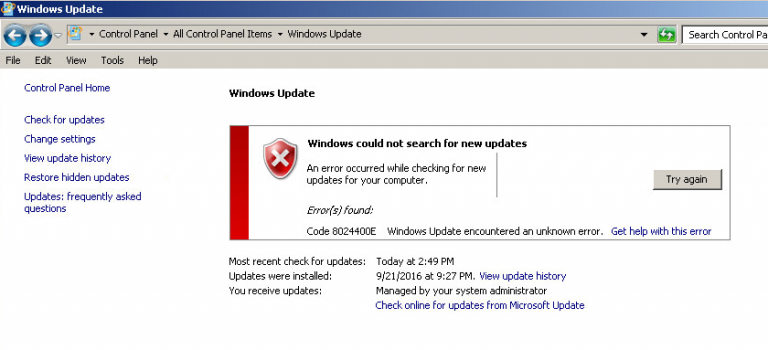 Windows Update
Control Panel ▾ All Control Panel Items ▾ Windows Update
Search Control Pa
File Edit View Tools Help
Control Panel Home
Check for updates
Change settings
View update history
Restore hidden updates
Updates: frequently asked
questions
Windows Update
Windows could not search for new updates
An error occurred while checking for new
updates for your computer.
Try again
Error(s) found:
Code 8024400E Windows Update encountered an unknown error. Get help with this error
Most recent check for updates: Today at 2:49 PM
Updates were installed: 9/21/2016 at 9:27 PM. View update history
You receive updates: Managed by your system administrator
Check online for updates from Microsoft Update